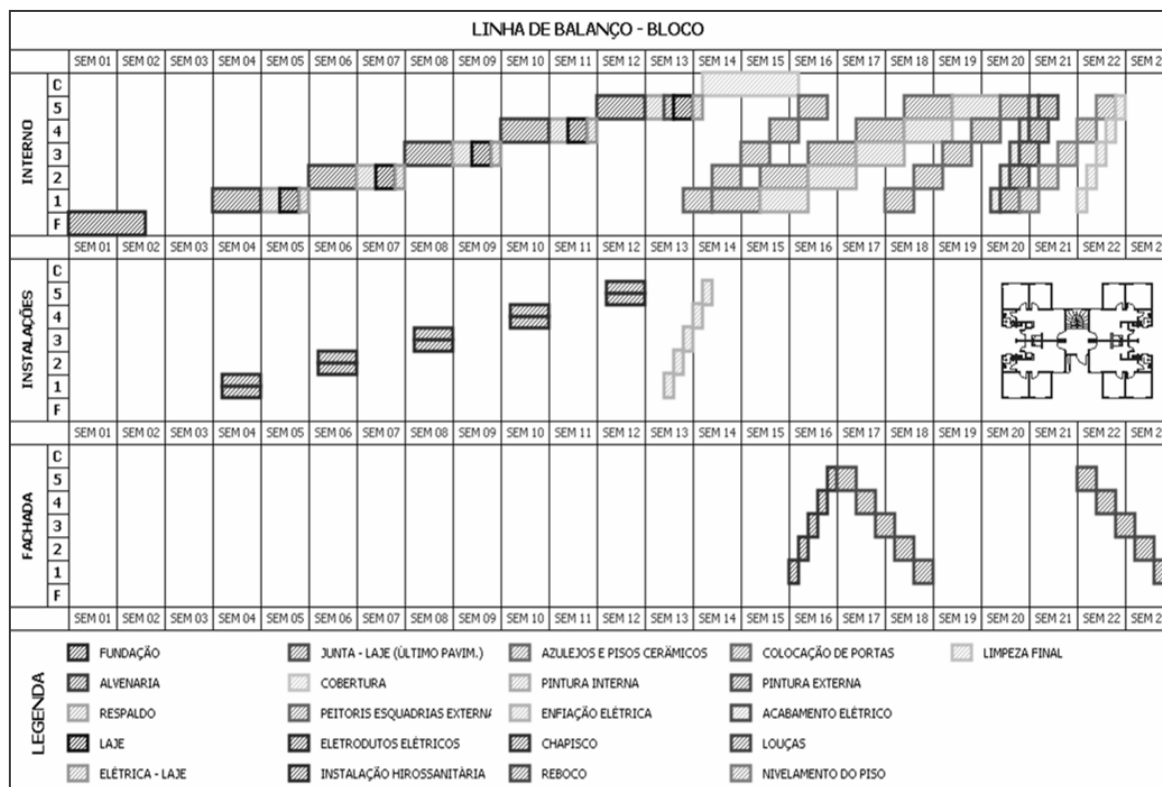 LINHA DE BALANÇO - BLOCO
SEM 01 SEM 02 SEM 03 SEM 04 SEM 05 SEM 06 SEM 07 SEM 08 SEM 09 SEM 10 SEM 11 SEM 12 SEM 13 SEM 14 SEM 15 SEM 16 SEM 17 SEM 18 SEM 19 SEM 20 SEM 21 SEM 22 SEM 2
INTERNO
C
5
4
3
2
1
F
SEM 01 SEM 02 SEM 03 SEM 04 SEM 05 SEM 06 SEM 07 SEM 08 SEM 09 SEM 10 SEM 11 SEM 12 SEM 13 SEM 14 SEM 15 SEM 16 SEM 17 SEM 18 SEM 19 SEM 20 SEM 21 SEM 22 SEM 2
INSTALAÇÕES
C
5
4
3
2
1
F
SEM 01 SEM 02 SEM 03 SEM 04 SEM 05 SEM 06 SEM 07 SEM 08 SEM 09 SEM 10 SEM 11 SEM 12 SEM 13 SEM 14 SEM 15 SEM 16 SEM 17 SEM 18 SEM 19 SEM 20 SEM 21 SEM 22 SEM 2
FACHADA
C
5
4
3
2
1
F
SEM 01 SEM 02 SEM 03 SEM 04 SEM 05 SEM 06 SEM 07 SEM 08 SEM 09 SEM 10 SEM 11 SEM 12 SEM 13 SEM 14 SEM 15 SEM 16 SEM 17 SEM 18 SEM 19 SEM 20 SEM 21 SEM 22 SEM 2
LEGENDA
FUNDAÇÃO
ALVENARIA
RESPALDO
LAJE
ELÉTRICA - LAJE
JUNTA - LAJE (ÙLTIMO PAVIM.)
COBERTURA
PEITORIS ESQUADRIAS EXTERNA
ELETRODUTOS ELÉTRICOS
INSTALAÇÃO HIROSSANITÀRIA
AZULEJOS E PISOS CERÃMICOS
PINTURA INTERNA
ENFIAÇÃO ELÉTRICA
CHAPISCO
REBOCO
COLOCAÇÃO DE PORTAS
PINTURA EXTERNA
ACABAMENTO ELÉTRICO
LOUÇAS
NIVELAMENTO DO PISO
LIMPEZA FINAL